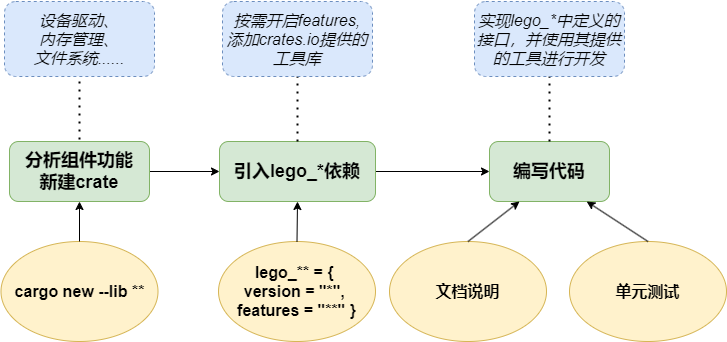 设备驱动、
内存管理、
文件系统......
按需开启features,
添加crates.io提供的
工具库
实现lego_*中定义的
接口，并使用其提供
的工具进行开发
分析组件功能
新建crate
引入lego_*依赖
编写代码
cargo new --lib **
lego_** = {
version = "*",
features = "**" }
文档说明
单元测试